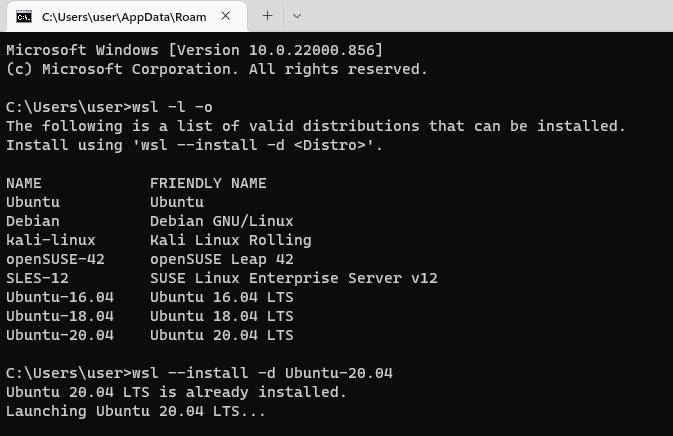 C:\Users\user\AppData\Roam
Microsoft Windows [Version 10.0.22000.856]
(c) Microsoft Corporation. All rights reserved.
C:\Users\user>wsl -l -o
The following is a list of valid distributions that can be installed.
Install using 'wsl --install -d <Distro>'.
NAME            FRIENDLY NAME
Ubuntu          Ubuntu
Debian          Debian GNU/Linux
kali-linux      Kali Linux Rolling
openSUSE-42     openSUSE Leap 42
SLES-12         SUSE Linux Enterprise Server v12
Ubuntu-16.04    Ubuntu 16.04 LTS
Ubuntu-18.04    Ubuntu 18.04 LTS
Ubuntu-20.04    Ubuntu 20.04 LTS
C:\Users\user>wsl --install -d Ubuntu-20.04
Ubuntu 20.04 LTS is already installed.
Launching Ubuntu 20.04 LTS...